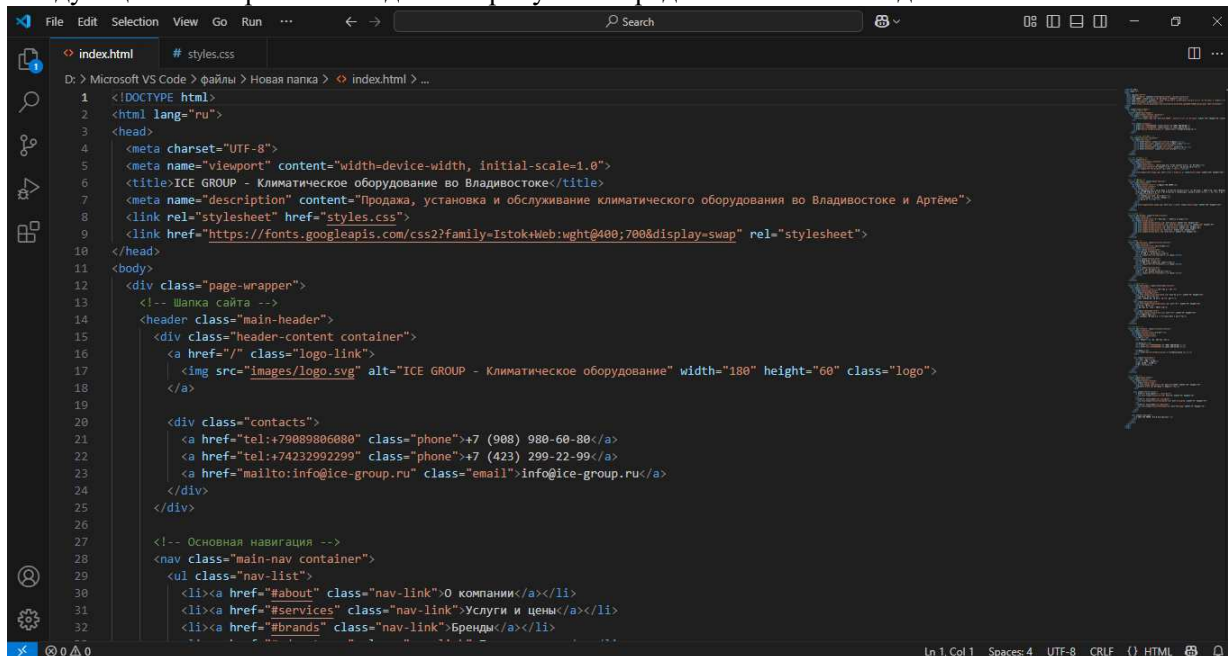 File Edit Selection View Go Run ··· ← → Search
index.html # styles.css
D: > Microsoft VS Code > файлы > Новая папка > index.html > ...
1 <!DOCTYPE html>
2 <html lang="ru">
3 <head>
4 <meta charset="UTF-8">
5 <meta name="viewport" content="width=device-width, initial-scale=1.0">
6 <title>ICE GROUP - Климатическое оборудование во Владивостоке</title>
7 <meta name="description" content="Продажа, установка и обслуживание климатического оборудования во Владивостоке и Артёме">
8 <link rel="stylesheet" href="styles.css">
9 <link href="https://fonts.googleapis.com/css2?family=Istok+Web:wght@400;700&display=swap" rel="stylesheet">
10 </head>
11 <body>
12 <div class="page-wrapper">
13 <!-- Шапка сайта -->
14 <header class="main-header">
15 <div class="header-content container">
16 <a href="/" class="logo-link">
17 <img src="images/logo.svg" alt="ICE GROUP - Климатическое оборудование" width="180" height="60" class="logo">
18 </a>
19
20 <div class="contacts">
21 <a href="tel:+79089806080" class="phone">+7 (908) 980-60-80</a>
22 <a href="tel:+74232992299" class="phone">+7 (423) 299-22-99</a>
23 <a href="mailto:info@ice-group.ru" class="email">info@ice-group.ru</a>
24 </div>
25 </div>
26
27 <!-- Основная навигация -->
28 <nav class="main-nav container">
29 <ul class="nav-list">
30 <li><a href="#about" class="nav-link">О компании</a></li>
31 <li><a href="#services" class="nav-link">Услуги и цены</a></li>
32 <li><a href="#brands" class="nav-link">Бренды</a></li>
0 0 Ln 1, Col 1 Spaces: 4 UTF-8 CRLF {} HTML